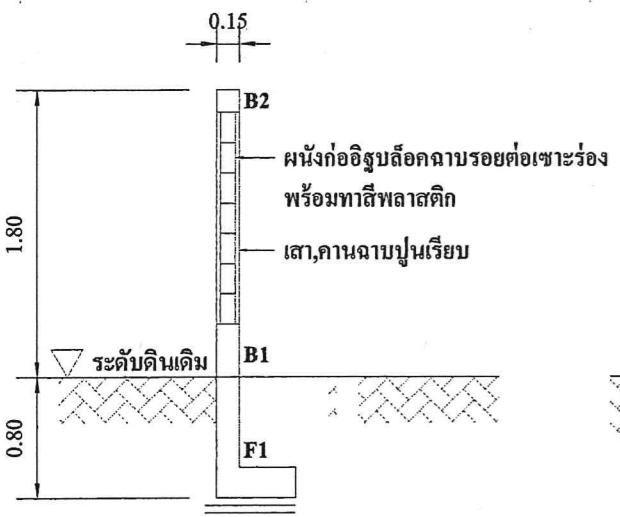 0.15
B2
ผนังก่ออิฐบล็อคฉาบรอยต่อเซาะร่อง
พร้อมทาสีพลาสติก
1.80
เสา,คานฉาบปูนเรียบ
ระดับดินเดิม
B1
0.80
F1